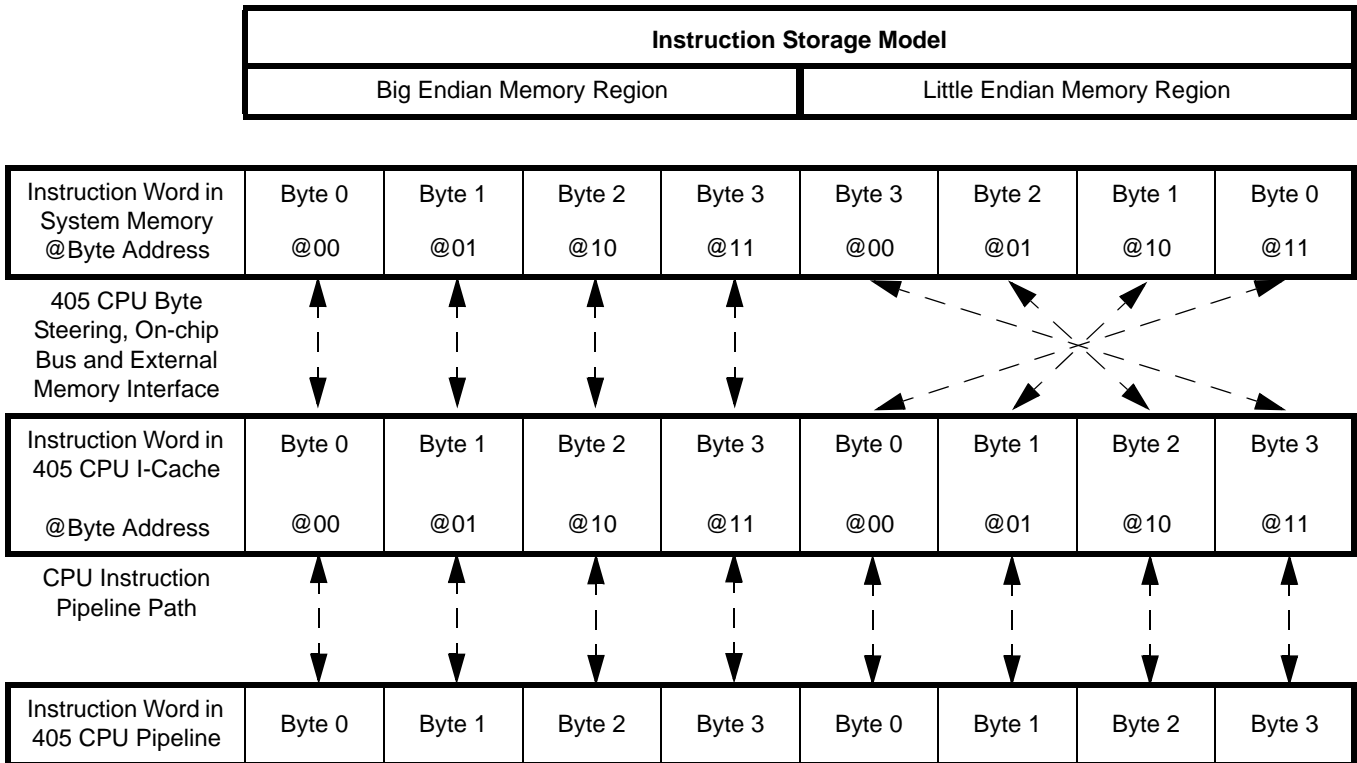 Instruction Storage Model
Big Endian Memory Region Little Endian Memory Region
Instruction Word in
System Memory
@Byte Address
Byte 0 Byte 1 Byte 2 Byte 3 Byte 3 Byte 2 Byte 1 Byte 0
@00 @01 @10 @11 @00 @01 @10 @11
405 CPU Byte
Steering, On-chip
Bus and External
Memory Interface
Instruction Word in
405 CPU I-Cache
@Byte Address
Byte 0 Byte 1 Byte 2 Byte 3 Byte 0 Byte 1 Byte 2 Byte 3
@00 @01 @10 @11 @00 @01 @10 @11
CPU Instruction
Pipeline Path
Instruction Word in
405 CPU Pipeline
Byte 0 Byte 1 Byte 2 Byte 3 Byte 0 Byte 1 Byte 2 Byte 3